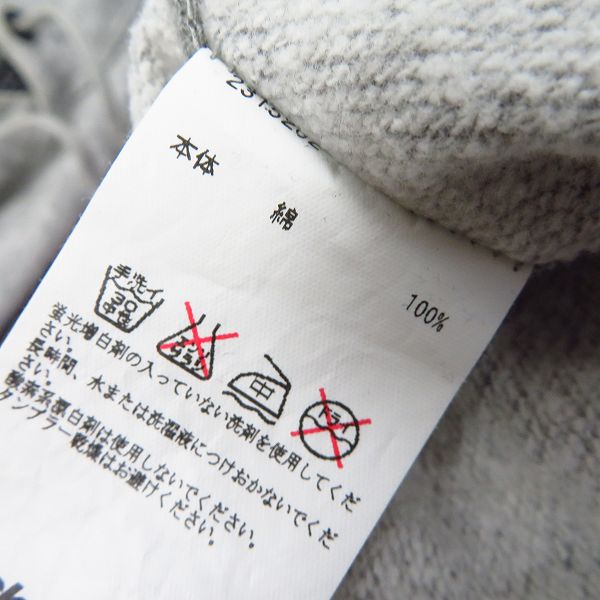 本体 綿 100%
手洗イ 中 ドライ
蛍光増白剤の入っていない洗剤を使用してくだ
さい。
長時間、水または洗濯液につけおかないでくだ
さい。
酸素系漂白剤は使用しないでください。
タンブラー乾燥はお避けください。